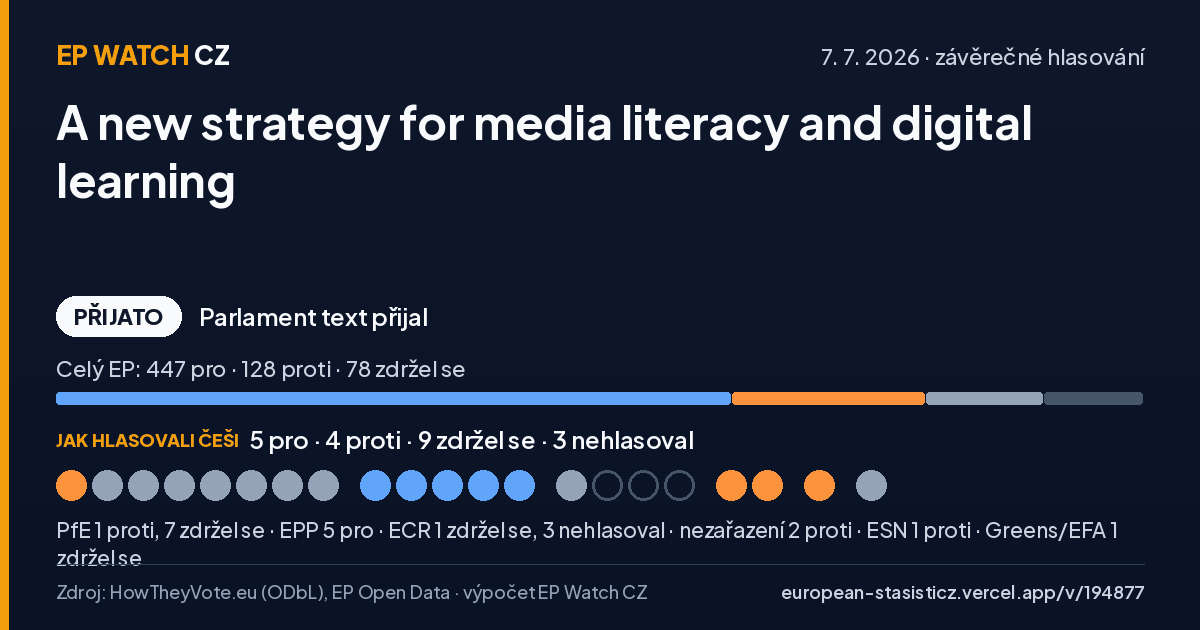 EP WATCH CZ
7. 7. 2026 · závěrečné hlasování
A new strategy for media literacy and digital
learning
PŘIJATO
Parlament text přijal
Celý EP: 447 pro · 128 proti · 78 zdržel se
JAK HLASOVALI ČEŠI 5 pro · 4 proti · 9 zdržel se · 3 nehlasoval
PfE 1 proti, 7 zdržel se · EPP 5 pro · ECR 1 zdržel se, 3 nehlasoval · nezařazení 2 proti · ESN 1 proti · Greens/EFA 1
zdržel se
Zdroj: HowTheyVote.eu (ODbL), EP Open Data · výpočet EP Watch CZ
european-stasisticz.vercel.app/v/194877